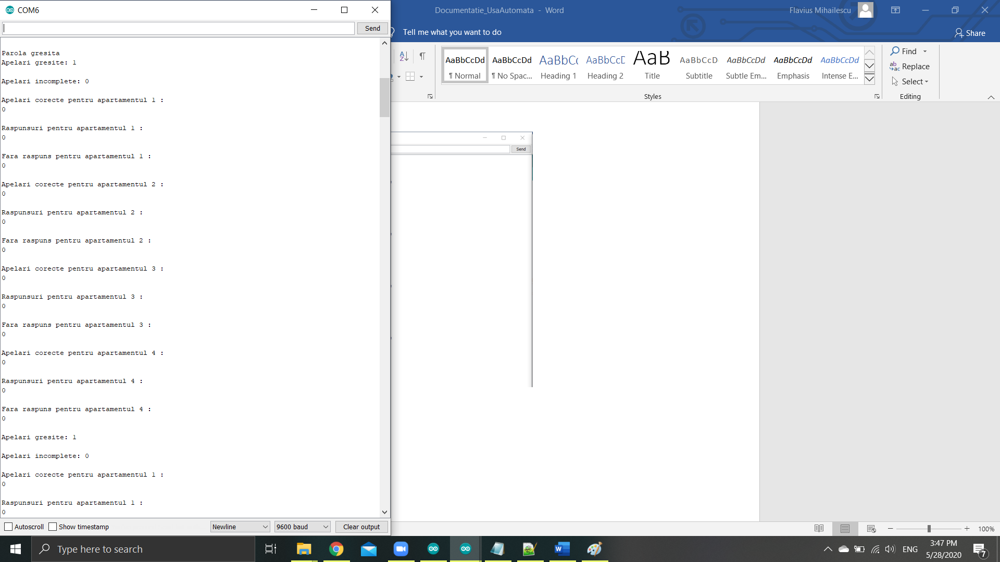 COM6
Send
Parola gresita
Apelari gresite: 1
Apelari incomplete: 0
Apelari corecte pentru apartamentul 1 :
0
Raspunsuri pentru apartamentul 1 :
0
Fara raspuns pentru apartamentul 1 :
0
Apelari corecte pentru apartamentul 2 :
0
Raspunsuri pentru apartamentul 2 :
0
Fara raspuns pentru apartamentul 2 :
0
Apelari corecte pentru apartamentul 3 :
0
Raspunsuri pentru apartamentul 3 :
0
Fara raspuns pentru apartamentul 3 :
0
Apelari corecte pentru apartamentul 4 :
0
Raspunsuri pentru apartamentul 4 :
0
Fara raspuns pentru apartamentul 4 :
0
Apelari gresite: 1
Apelari incomplete: 0
Apelari corecte pentru apartamentul 1 :
0
Raspunsuri pentru apartamentul 1 :
0
Autoscroll Show timestamp Newline 9600 baud Clear output
Documentatie_UsaAutomata - Word Flavius Mihailescu
Tell me what you want to do Share
AaBbCcDd AaBbCcDd AaBbCc AaBbCcD AaB AaBbCcD AaBbCcDd AaBbCcDd AaBbCcDd
¶ Normal ¶ No Spac... Heading 1 Heading 2 Title Subtitle Subtle Em... Emphasis Intense E...
Styles
Find
Replace
Select
Editing
Send
100%
Type here to search
ENG
3:47 PM
5/28/2020
7